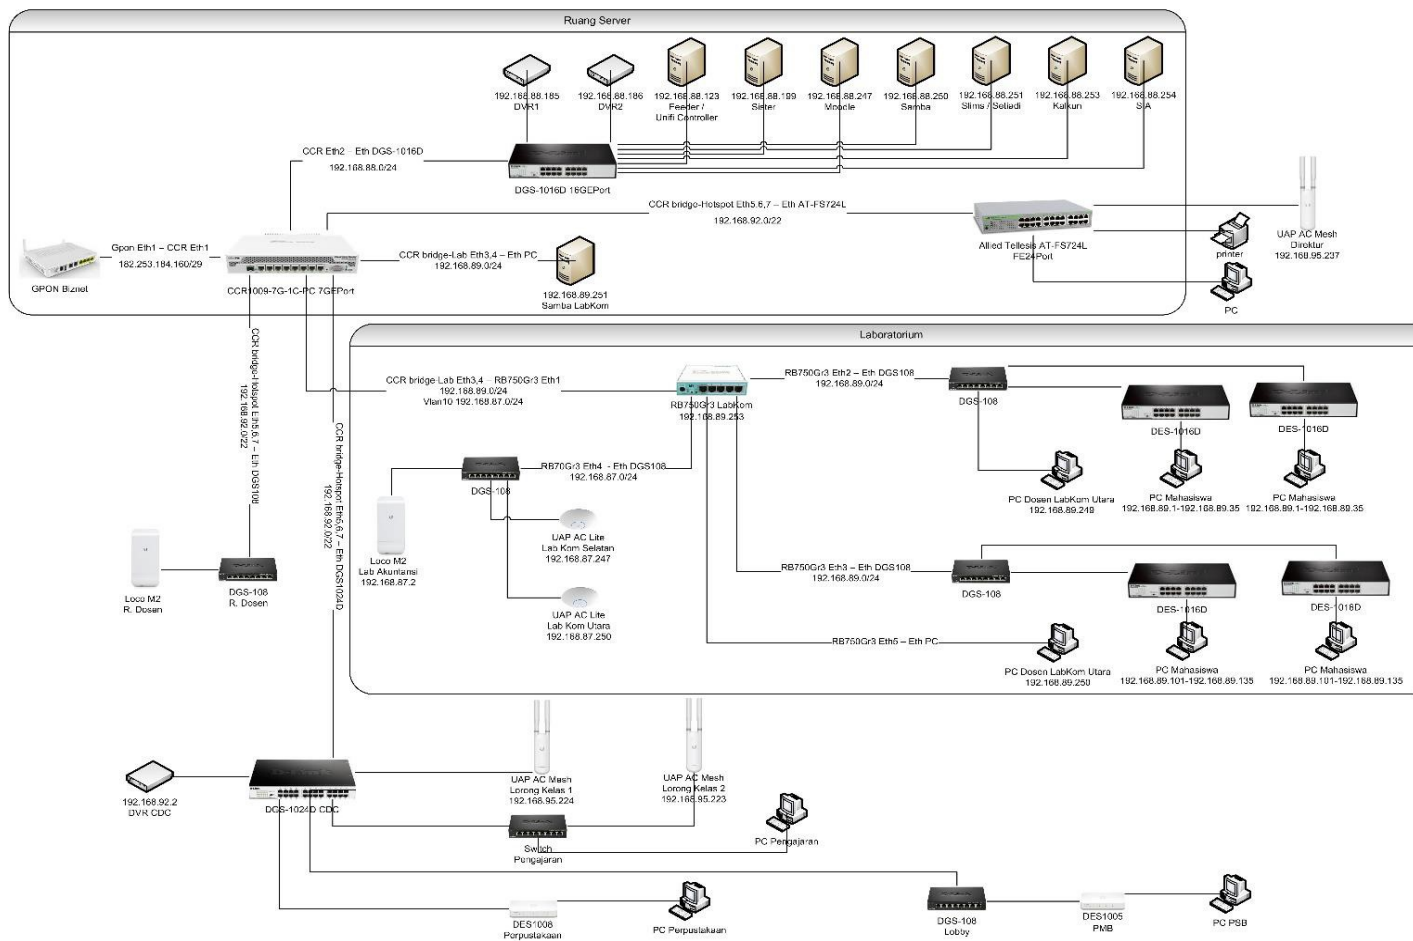 Ruang Server
192.168.88.185
DVR1
192.168.88.186
DVR2
192.168.88.123
Feeder /
Unifi Controller
192.168.88.199
Sister
192.168.88.247
Moodle
192.168.88.250
Samba
192.168.88.251
Slims / Setiadi
192.168.88.253
Kalkun
192.168.88.254
SIA
CCR Eth2 – Eth DGS-1016D
192.168.88.0/24
DGS-1016D 16GEPort
CCR bridge-Hotspot Eth5,6,7 – Eth AT-FS724L
192.168.92.0/22
Allied Tellesis AT-FS724L
FE24Port
printer
PC
UAP AC Mesh
Direktur
192.168.95.237
Gpon Eth1 – CCR Eth1
182.253.184.160/29
GPON Biznet
CCR1009-7G-1C-PC 7GEPort
CCR bridge-Lab Eth3,4 – Eth PC
192.168.89.0/24
192.168.89.251
Samba LabKom
CCR bridge-Hotspot Eth5,6,7 – Eth DGS108
192.168.92.0/22
CCR bridge-Hotspot Eth5,6,7 – Eth DGS1024D
192.168.92.0/22
Laboratorium
CCR bridge-Lab Eth3,4 – RB750Gr3 Eth1
192.168.89.0/24
Vlan10 192.168.87.0/24
RB750Gr3 LabKom
192.168.89.253
RB750Gr3 Eth2 – Eth DGS108
192.168.89.0/24
DGS-108
DES-1016D
DES-1016D
PC Dosen LabKom Utara
192.168.89.249
PC Mahasiswa
192.168.89.1-192.168.89.35
PC Mahasiswa
192.168.89.1-192.168.89.35
RB70Gr3 Eth4 - Eth DGS108
192.168.87.0/24
DGS-108
Loco M2
Lab Akuntansi
192.168.87.2
UAP AC Lite
Lab Kom Selatan
192.168.87.247
UAP AC Lite
Lab Kom Utara
192.168.87.250
RB750Gr3 Eth3 – Eth DGS108
192.168.89.0/24
DGS-108
DES-1016D
DES-1016D
RB750Gr3 Eth5 – Eth PC
PC Dosen LabKom Utara
192.168.89.250
PC Mahasiswa
192.168.89.101-192.168.89.135
PC Mahasiswa
192.168.89.101-192.168.89.135
Loco M2
R. Dosen
DGS-108
R. Dosen
192.168.92.2
DVR CDC
DGS-1024D CDC
UAP AC Mesh
Lorong Kelas 1
192.168.95.224
UAP AC Mesh
Lorong Kelas 2
192.168.95.223
Switch
Pengajaran
PC Pengajaran
DES1008
Perpustakaan
PC Perpustakaan
DGS-108
Lobby
DES1005
PMB
PC PSB